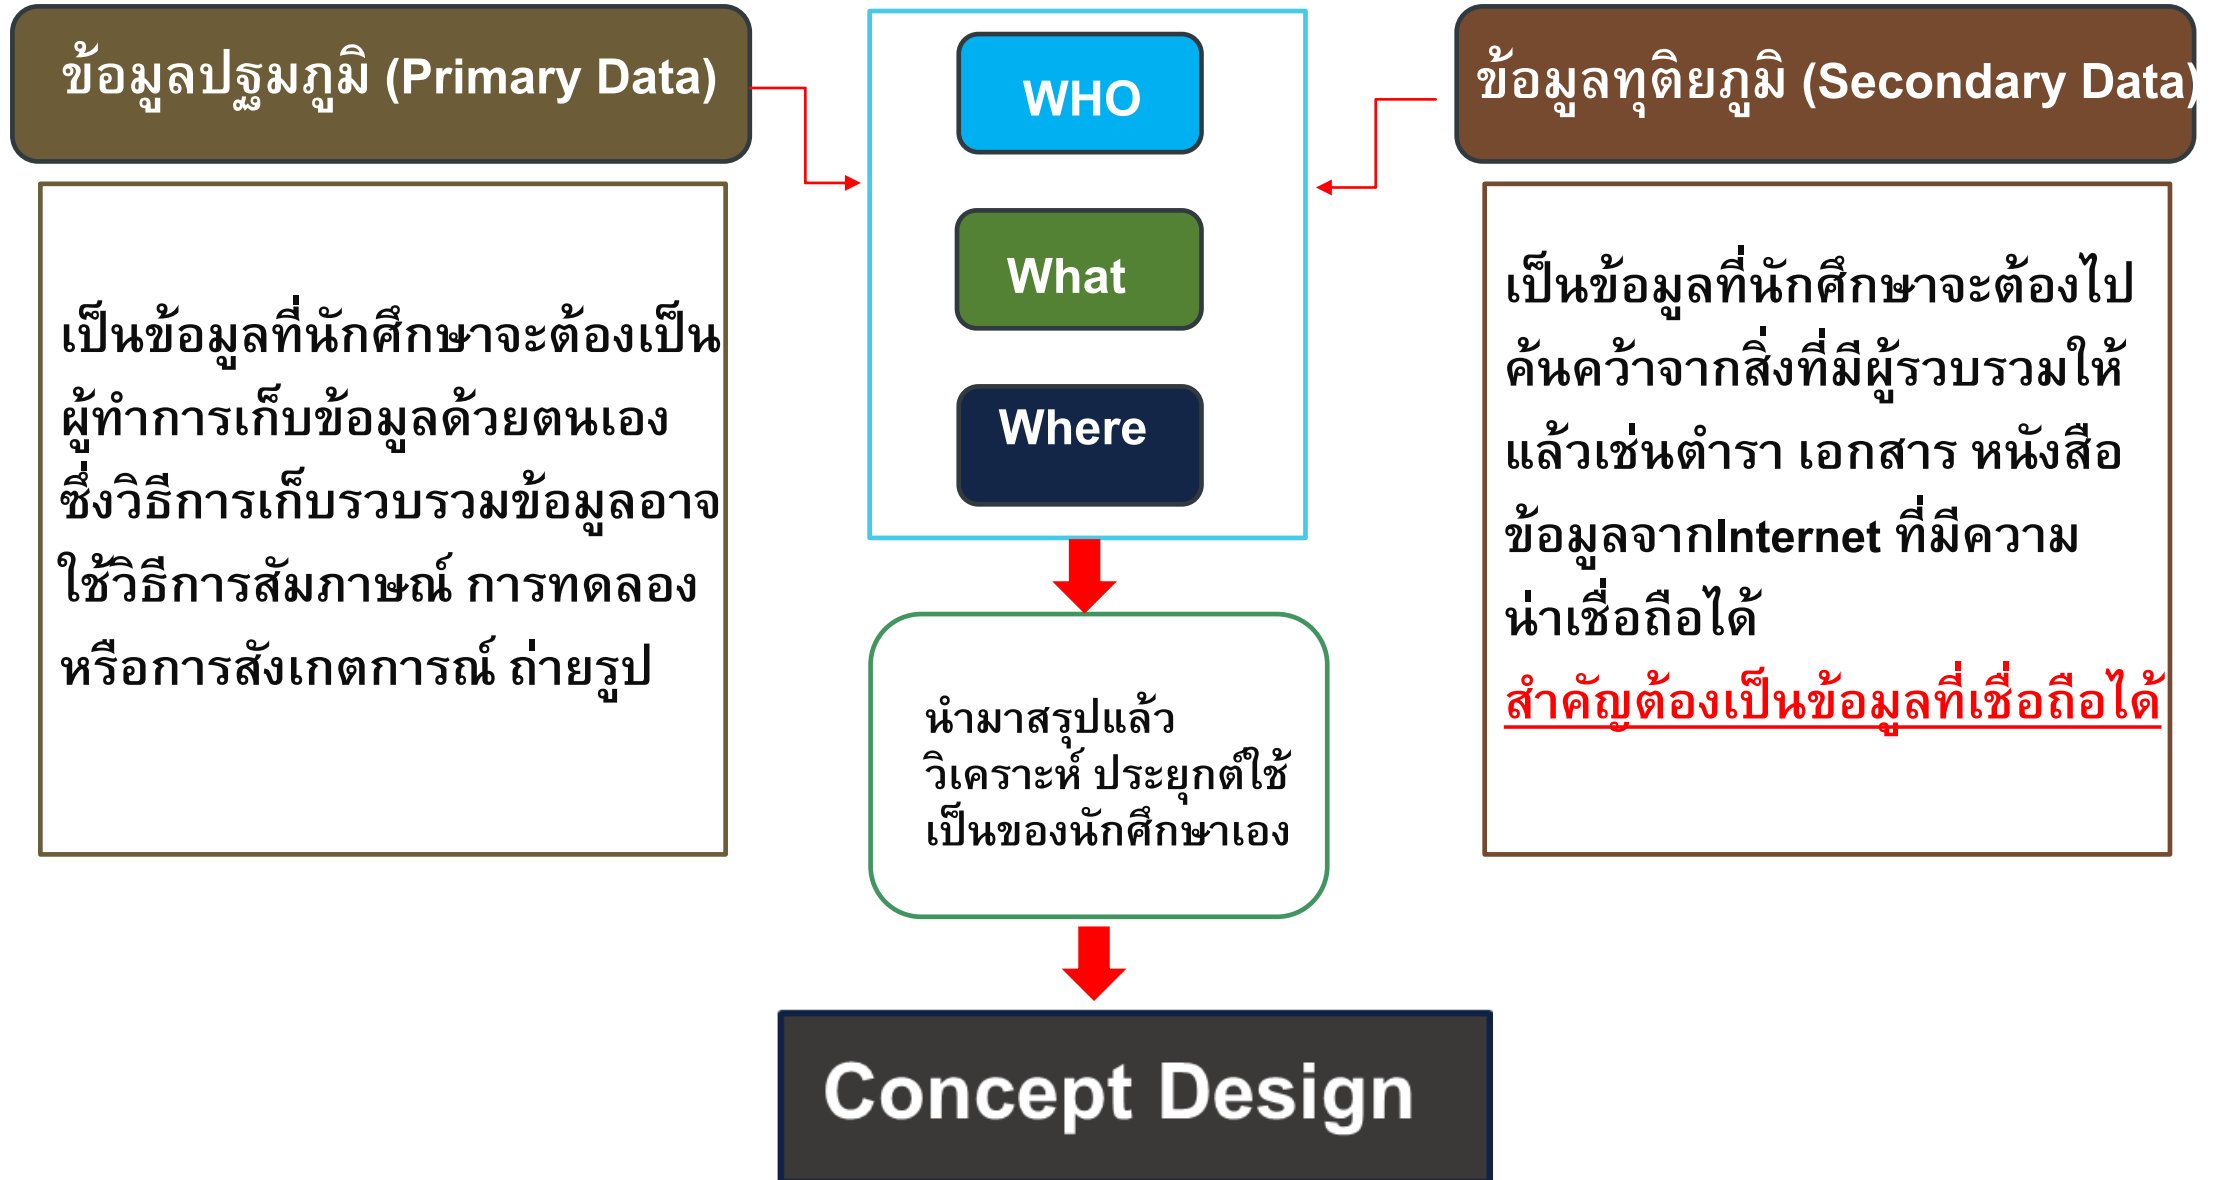 ข้อมูลปฐมภูมิ (Primary Data)
เป็นข้อมูลที่นักศึกษาจะต้องเป็น
ผู้ทำการเก็บข้อมูลด้วยตนเอง
ซึ่งวิธีการเก็บรวบรวมข้อมูลอาจ
ใช้วิธีการสัมภาษณ์ การทดลอง
หรือการสังเกตการณ์ ถ่ายรูป
WHO
What
Where
นำมาสรุปแล้ว
วิเคราะห์ ประยุกต์ใช้
เป็นของนักศึกษาเอง
Concept Design
ข้อมูลทุติยภูมิ (Secondary Data)
เป็นข้อมูลที่นักศึกษาจะต้องไป
ค้นคว้าจากสิ่งที่มีผู้รวบรวมให้
แล้วเช่นตำรา เอกสาร หนังสือ
ข้อมูลจากInternet ที่มีความ
น่าเชื่อถือได้
สำคัญต้องเป็นข้อมูลที่เชื่อถือได้